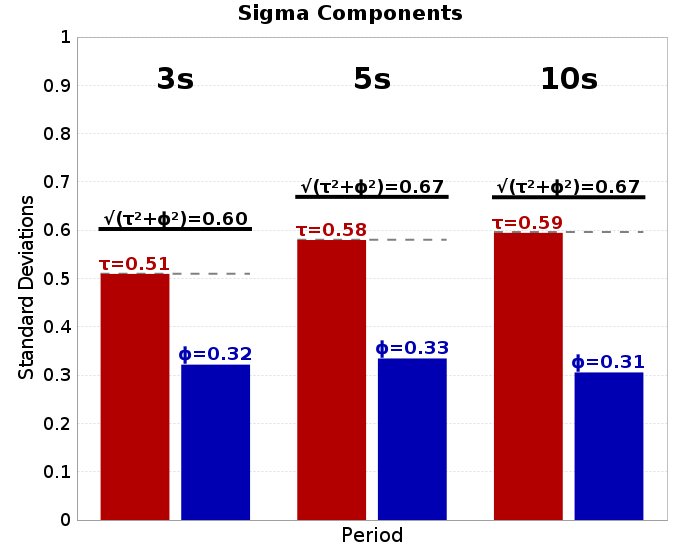 Sigma Components
1
0.9
0.8
0.7
0.6
0.5
0.4
0.3
0.2
0.1
0
Standard Deviations
3s
5s
10s
√(τ²+ϕ²)=0.60
√(τ²+ϕ²)=0.67
√(τ²+ϕ²)=0.67
τ=0.51
τ=0.58
τ=0.59
ϕ=0.32
ϕ=0.33
ϕ=0.31
Period